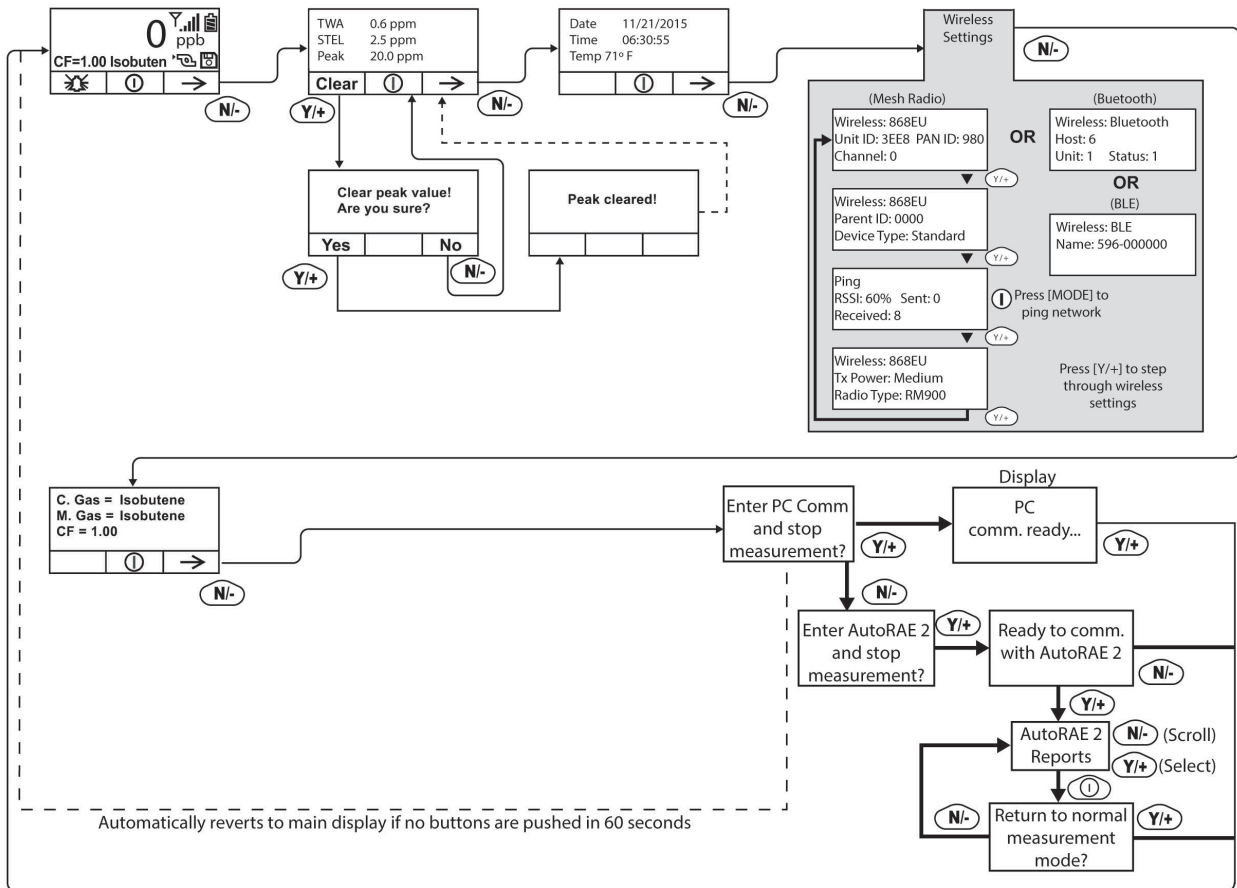 0 ppb
CF=1.00 Isobuten
N/-
TWA 0.6 ppm
STEL 2.5 ppm
Peak 20.0 ppm
Clear
Y/+
N/-
Date 11/21/2015
Time 06:30:55
Temp 71º F
N/-
Wireless
Settings
N/-
Clear peak value!
Are you sure?
Yes No
Y/+
N/-
Peak cleared!
(Mesh Radio)
Wireless: 868EU
Unit ID: 3EE8 PAN ID: 980
Channel: 0
Y/+
Wireless: 868EU
Parent ID: 0000
Device Type: Standard
Y/+
Ping
RSSI: 60% Sent: 0
Received: 8
Y/+
Wireless: 868EU
Tx Power: Medium
Radio Type: RM900
Y/+
OR
(Buetooth)
Wireless: Bluetooth
Host: 6
Unit: 1 Status: 1
OR
(BLE)
Wireless: BLE
Name: 596-000000
Press [MODE] to
ping network
Press [Y/+] to step
through wireless
settings
C. Gas = Isobutene
M. Gas = Isobutene
CF = 1.00
N/-
Enter PC Comm
and stop
measurement?
Y/+
N/-
Display
PC
comm. ready...
Y/+
Enter AutoRAE 2
and stop
measurement?
Y/+
Ready to comm.
with AutoRAE 2
N/-
Y/+
AutoRAE 2
Reports
N/- (Scroll)
Y/+ (Select)
Return to normal
measurement
mode?
N/-
Y/+
Automatically reverts to main display if no buttons are pushed in 60 seconds